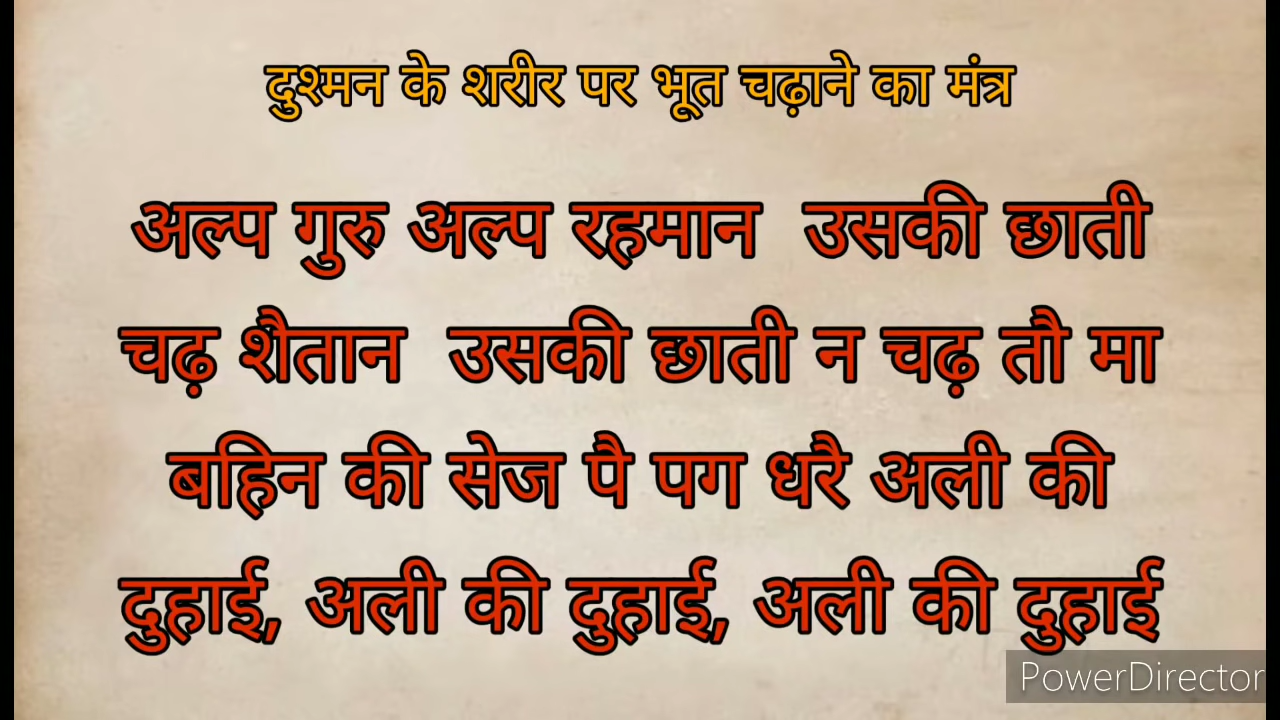 दुश्मन के शरीर पर भूत चढ़ाने का मंत्र
अल्प गुरु अल्प रहमान उसकी छाती
चढ़ शैतान उसकी छाती न चढ़ तौ मा
बहिन की सेज पै पग धरै अली की
दुहाई, अली की दुहाई, अली की दुहाई
PowerDirector